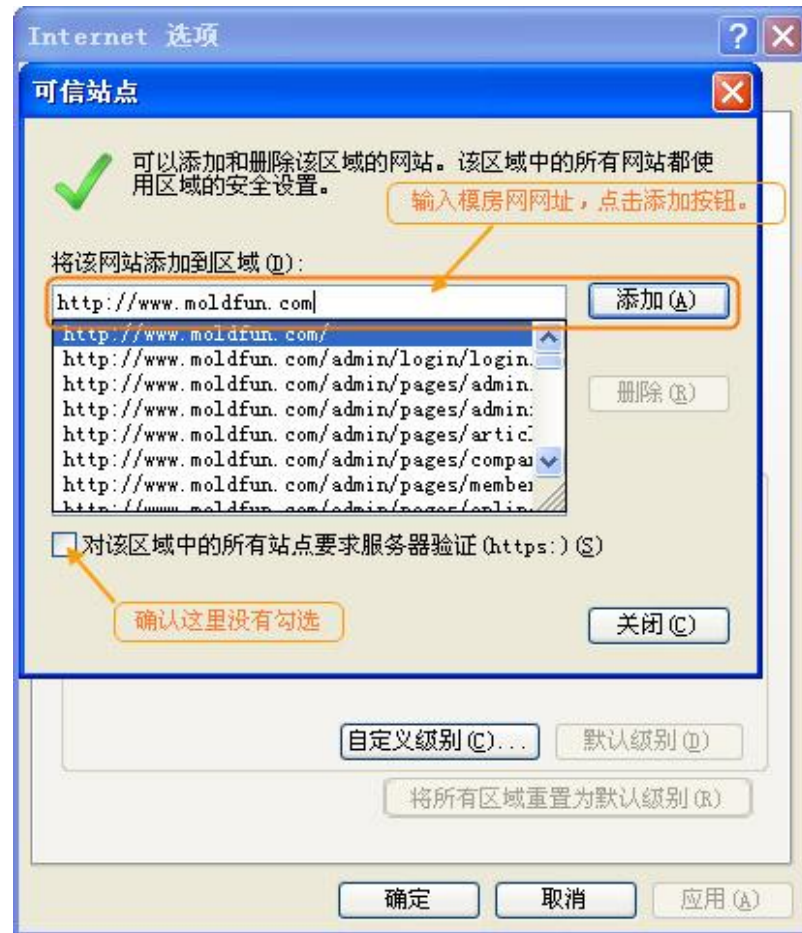 Internet 选项
可信站点
可以添加和删除该区域的网站。该区域中的所有网站都使
用区域的安全设置。
输入模房网网址,点击添加按钮。
将该网站添加到区域(D):
http://www.moldfun.com
添加(A)
http://www.moldfun.com/
http://www.moldfun.com/admin/login/login.
http://www.moldfun.com/admin/pages/admin.
http://www.moldfun.com/admin/pages/admin
http://www.moldfun.com/admin/pages/articl
http://www.moldfun.com/admin/pages/compa
http://www.moldfun.com/admin/pages/member
删除(R)
对该区域中的所有站点要求服务器验证(https:)(S)
确认这里没有勾选
关闭(C)
自定义级别(C)...
默认级别(D)
将所有区域重置为默认级别(R)
确定
取消
应用(A)